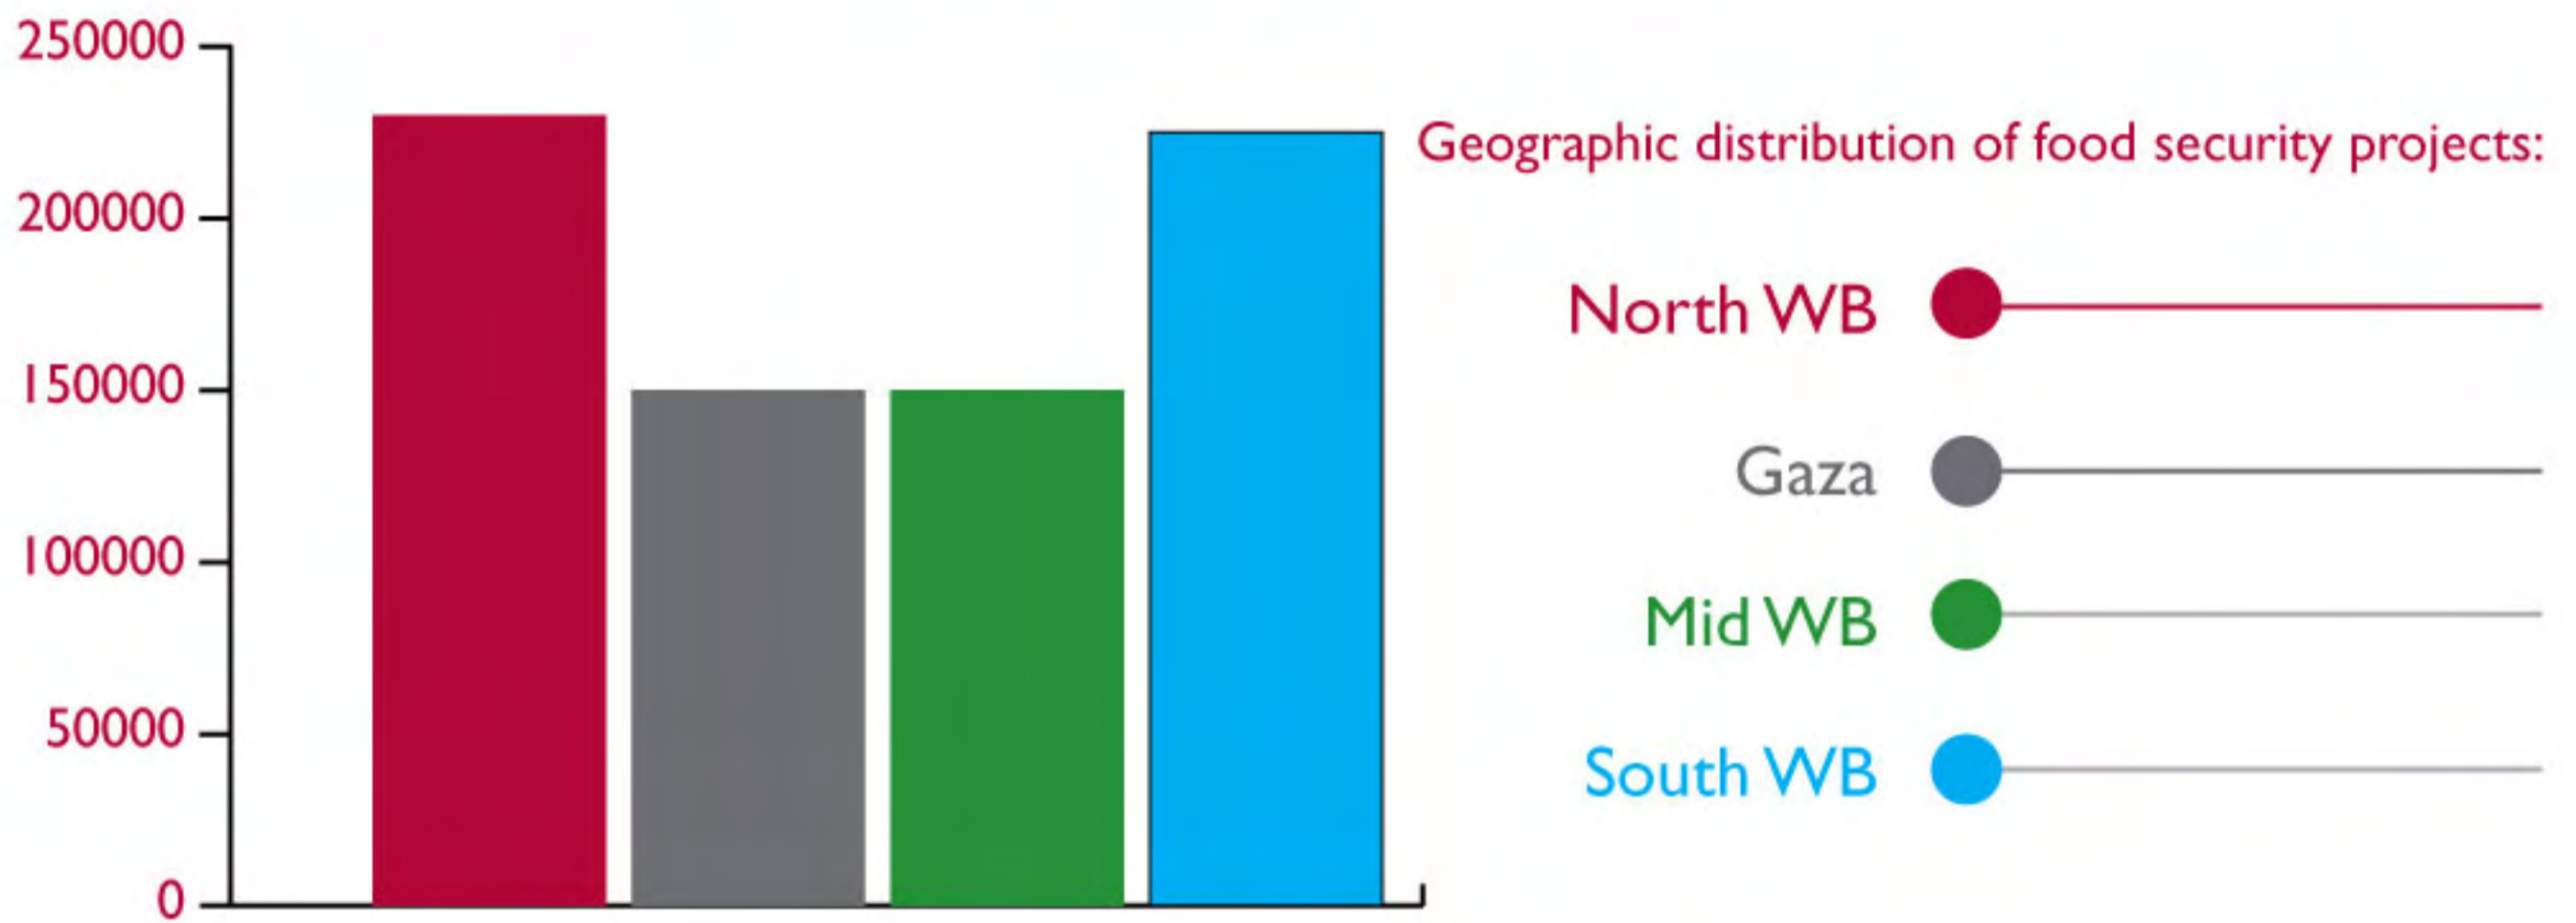 250000
200000
150000
100000
50000
0
Geographic distribution of food security projects:
North WB
Gaza
Mid WB
South WB